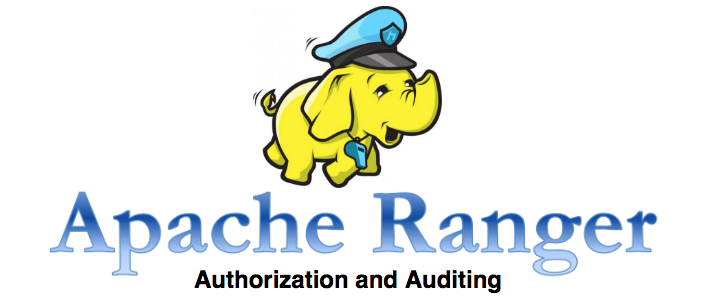 Apache Ranger
Authorization and Auditing